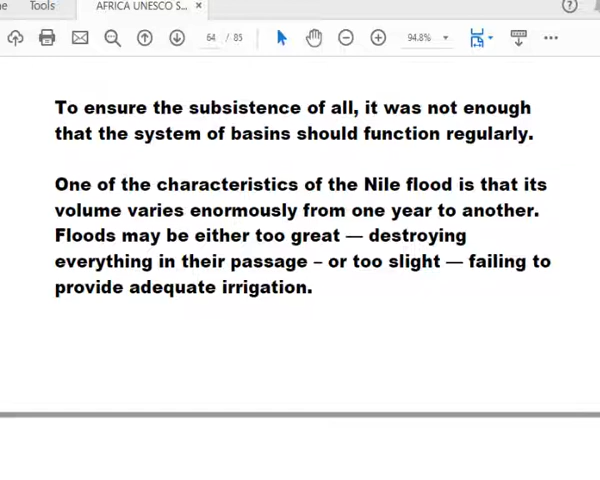 Tools
AFRICA UNESCO S... ×
64 / 85
94.8%
To ensure the subsistence of all, it was not enough
that the system of basins should function regularly.
One of the characteristics of the Nile flood is that its
volume varies enormously from one year to another.
Floods may be either too great — destroying
everything in their passage – or too slight — failing to
provide adequate irrigation.